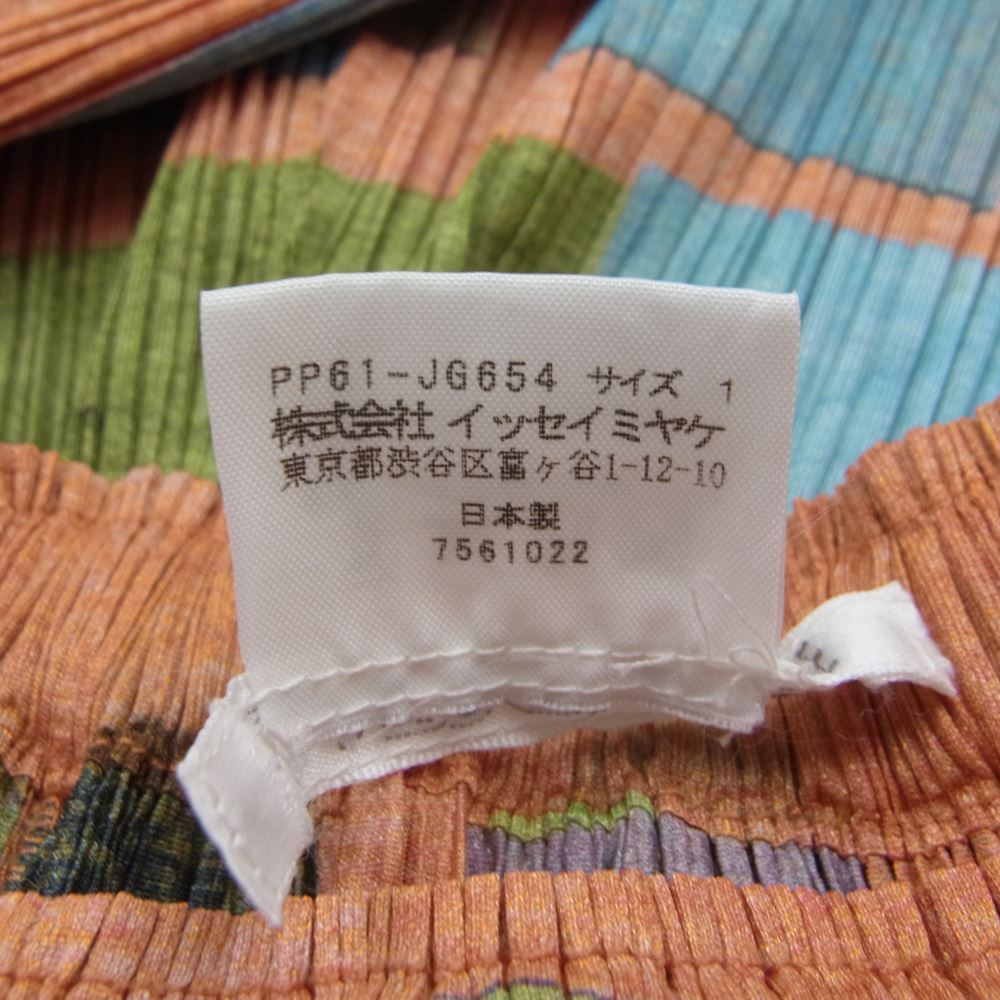 PP61-JG654 サイズ 1
株式会社 イッセイミヤケ
東京都渋谷区富ヶ谷1-12-10
日本製
7561022